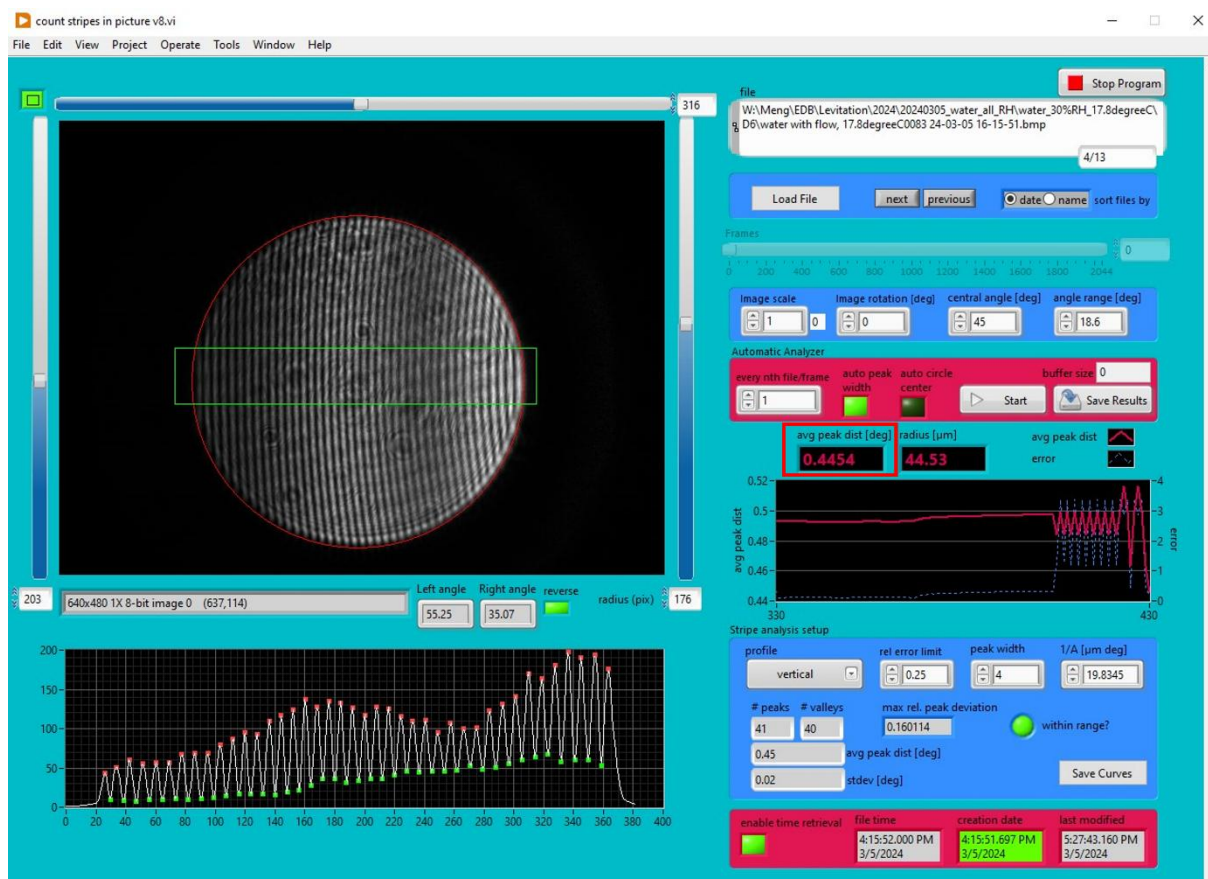 count stripes in picture v8.vi
File Edit View Project Operate Tools Window Help
316
203
640x480 1X 8-bit image 0 (637,114)
Left angle Right angle reverse
55.25 35.07
radius (pix) 176
200
150
100
50
0
0 20 40 60 80 100 120 140 160 180 200 220 240 260 280 300 320 340 360 380 400
Stop Program
file
W:\Meng\EDB\Levitation\2024\20240305_water_all_RH\water_30%RH_17.8degreeC\
D6\water with flow, 17.8degreeC0083 24-03-05 16-15-51.bmp
4/13
Load File next previous date name sort files by
Frames
0
0 200 400 600 800 1000 1200 1400 1600 1800 2044
Image scale Image rotation [deg] central angle [deg] angle range [deg]
1 0 0 45 18.6
Automatic Analyzer
every nth file/frame auto peak width auto circle center buffer size 0
1 Start Save Results
avg peak dist [deg] radius [µm] avg peak dist
0.4454 44.53 error
0.52
0.5
0.48
0.46
0.44
avg peak dist
4
3
2
1
0
error
330 430
Stripe analysis setup
profile rel error limit peak width 1/A [µm deg]
vertical 0.25 4 19.8345
# peaks # valleys max rel. peak deviation
41 40 0.160114 within range?
0.45 avg peak dist [deg]
0.02 stdev [deg] Save Curves
enable time retrieval file time creation date last modified
4:15:52.000 PM 4:15:51.697 PM 5:27:43.160 PM
3/5/2024 3/5/2024 3/5/2024